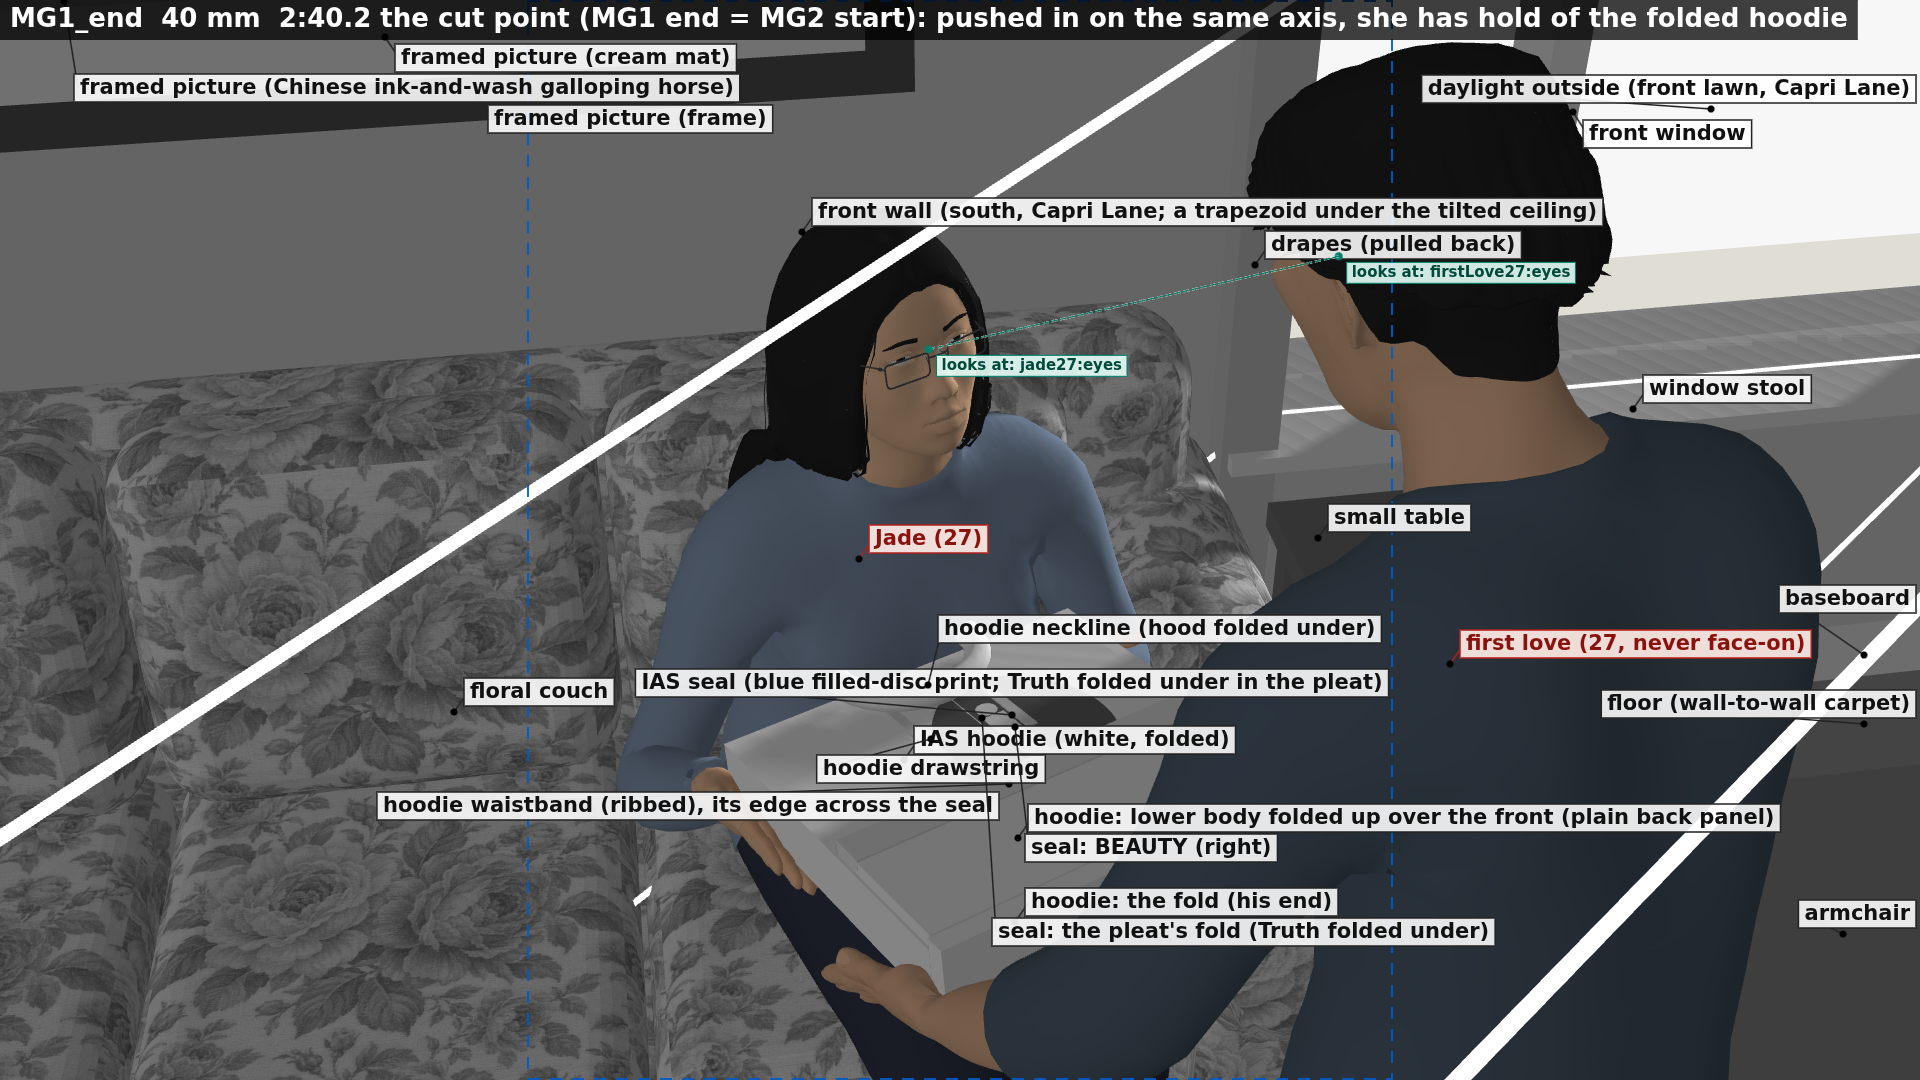 MG1_end  40 mm  2:40.2 the cut point (MG1 end = MG2 start): pushed in on the same axis, she has hold of the folded hoodie
framed picture (cream mat)
framed picture (Chinese ink-and-wash galloping horse)
daylight outside (front lawn, Capri Lane)
framed picture (frame)
front window
front wall (south, Capri Lane; a trapezoid under the tilted ceiling)
drapes (pulled back)
looks at: firstLove27:eyes
looks at: jade27:eyes
window stool
small table
Jade (27)
baseboard
hoodie neckline (hood folded under)
first love (27, never face-on)
IAS seal (blue filled-disc print; Truth folded under in the pleat)
floral couch
floor (wall-to-wall carpet)
IAS hoodie (white, folded)
hoodie drawstring
hoodie waistband (ribbed), its edge across the seal
hoodie: lower body folded up over the front (plain back panel)
seal: BEAUTY (right)
hoodie: the fold (his end)
armchair
seal: the pleat's fold (Truth folded under)